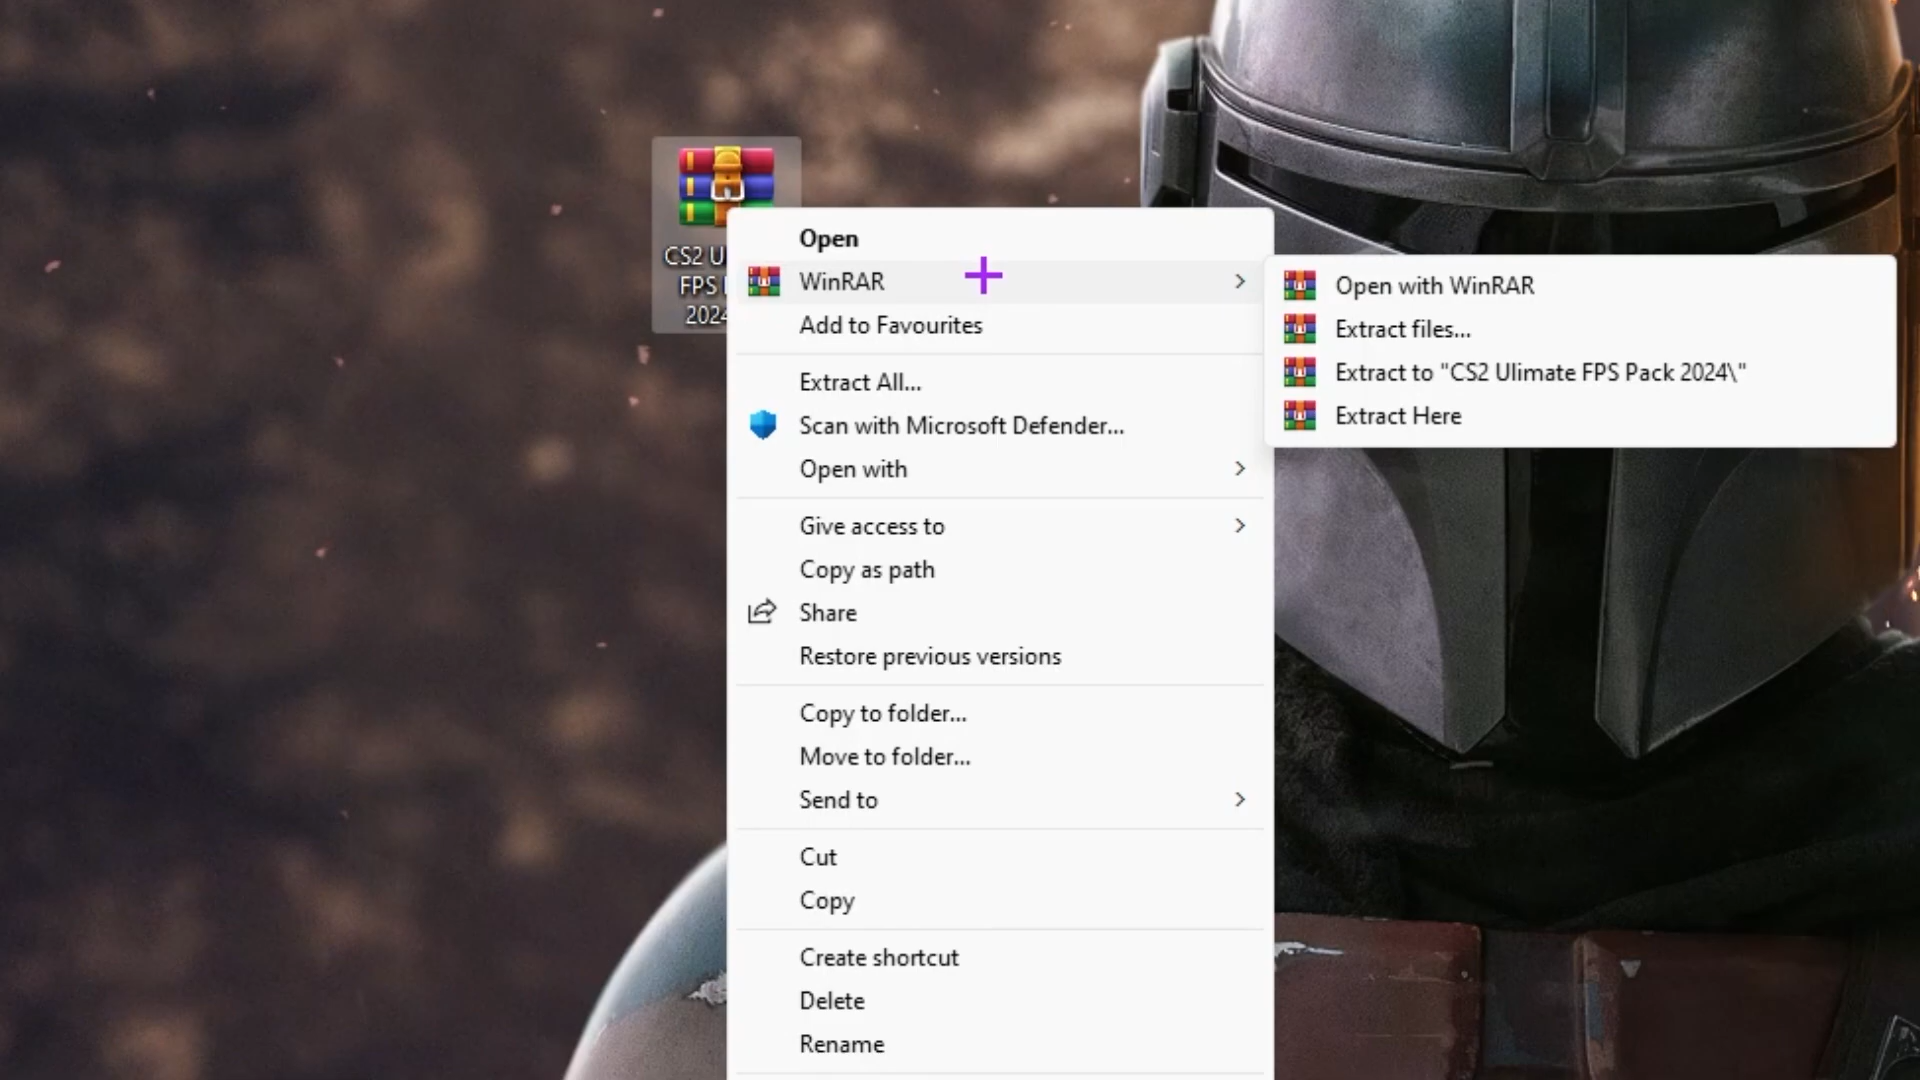 CS2 U
FPS
2024
Open
WinRAR
Add to Favourites
Extract All...
Scan with Microsoft Defender...
Open with
Give access to
Copy as path
Share
Restore previous versions
Copy to folder...
Move to folder...
Send to
Cut
Copy
Create shortcut
Delete
Rename
Open with WinRAR
Extract files...
Extract to "CS2 Ulimate FPS Pack 2024\"
Extract Here